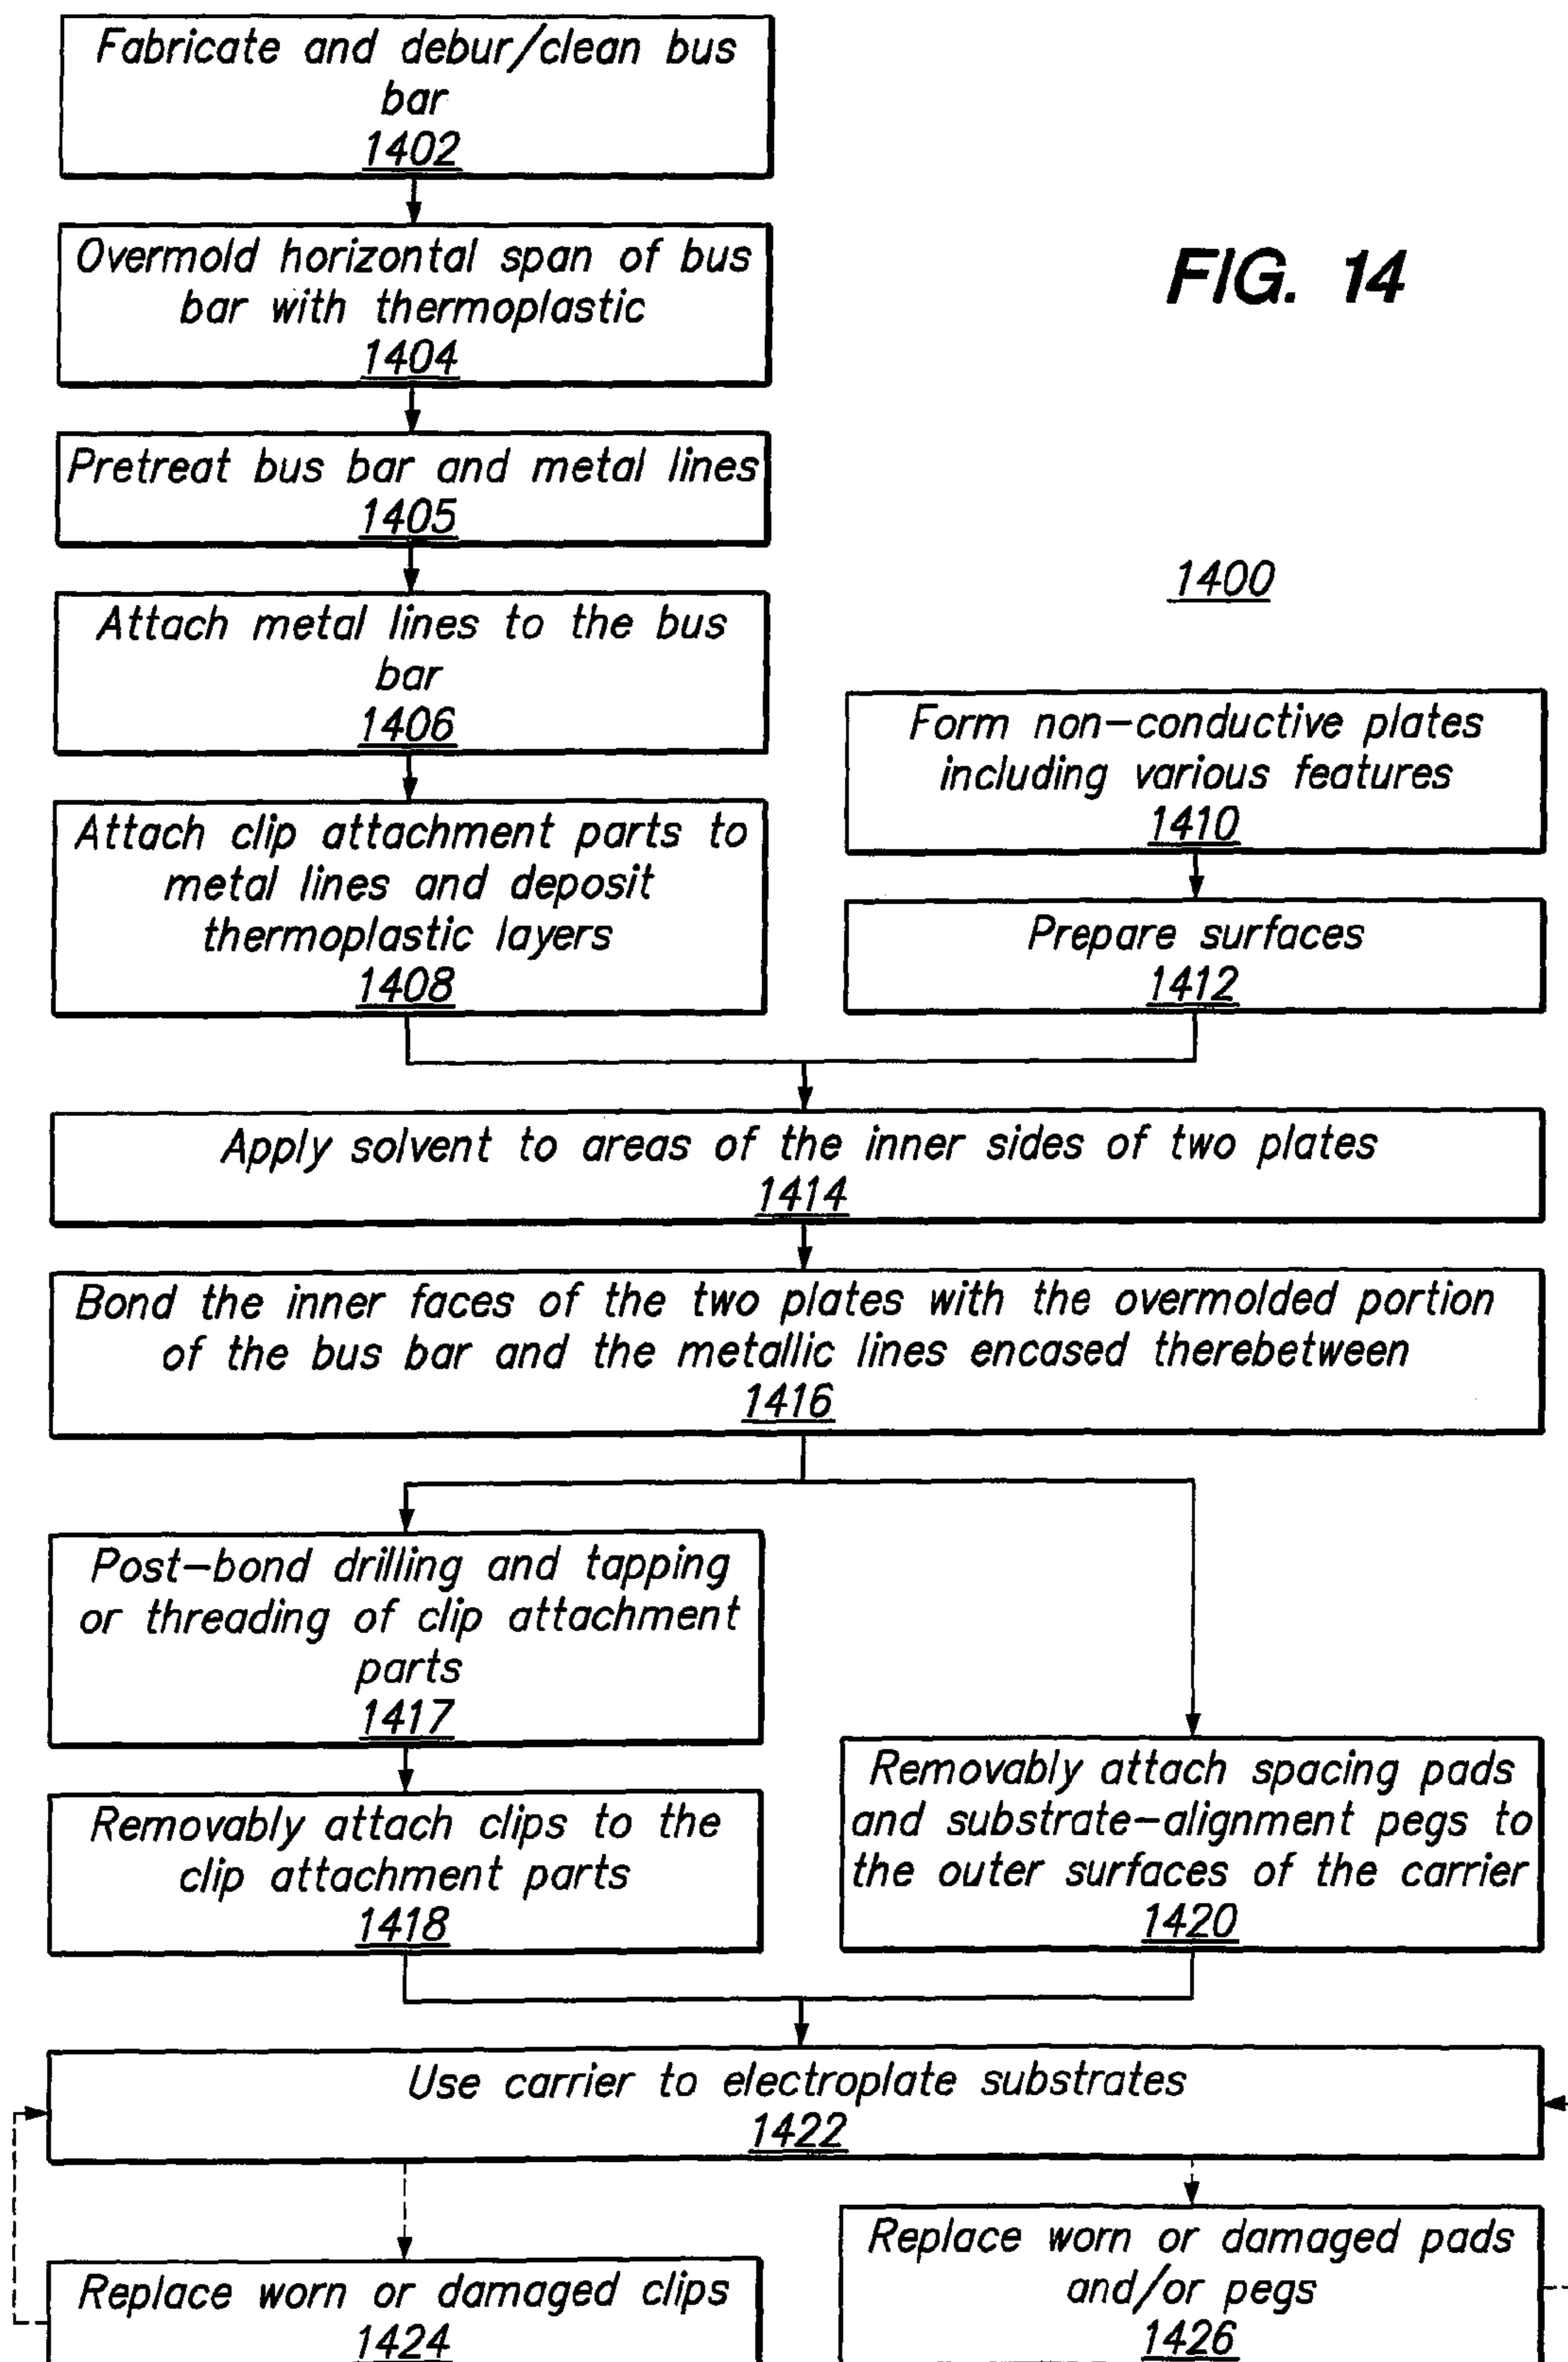 Fabricate and debur/clean bus
bar
1402
Overmold horizontal span of bus
bar with thermoplastic
1404
FIG. 14
Pretreat bus bar and metal lines
1405
1400
Attach metal lines to the bus
bar
1406
Attach clip attachment parts to
metal lines and deposit
thermoplastic layers
1408
Form non-conductive plates
including various features
1410
Prepare surfaces
1412
Apply solvent to areas of the inner sides of two plates
1414
Bond the inner faces of the two plates with the overmolded portion
of the bus bar and the metallic lines encased therebetween
1416
Post-bond drilling and tapping
or threading of clip attachment
parts
1417
Removably attach clips to the
clip attachment parts
1418
Removably attach spacing pads
and substrate-alignment pegs to
the outer surfaces of the carrier
1420
Use carrier to electroplate substrates
1422
Replace worn or damaged clips
1424
Replace worn or damaged pads
and/or pegs
1426